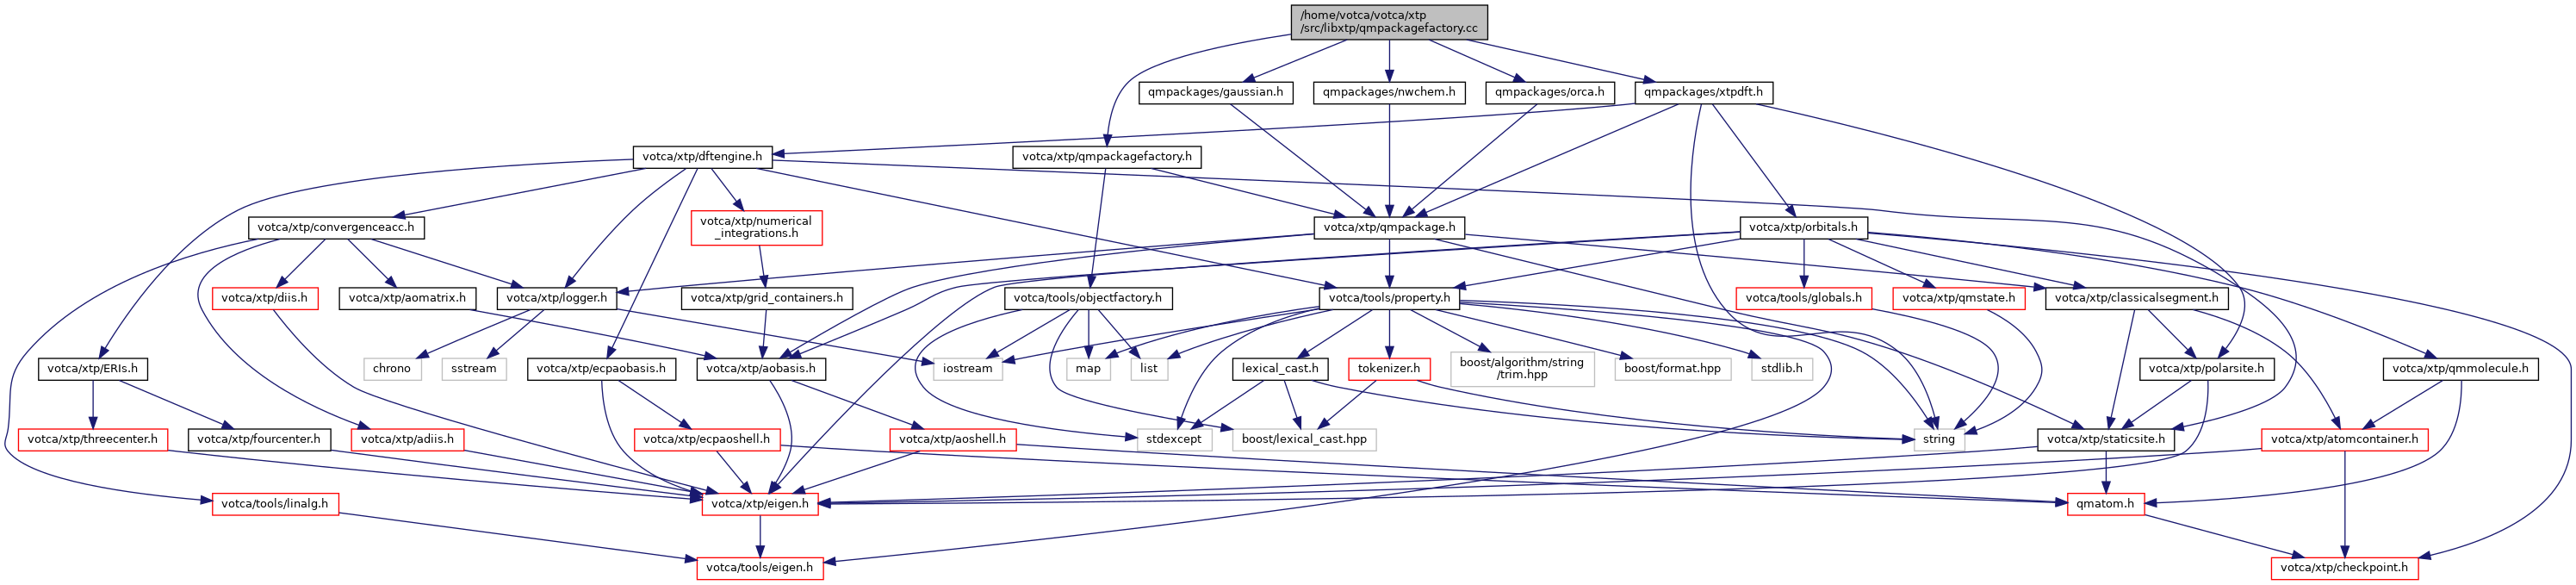 /home/votca/votca/xtp
/src/libxtp/qmpackagefactory.cc
qmpackages/gaussian.h
qmpackages/nwchem.h
qmpackages/orca.h
qmpackages/xtpdft.h
votca/xtp/dftengine.h
votca/xtp/qmpackagefactory.h
votca/xtp/convergenceacc.h
votca/xtp/numerical
_integrations.h
votca/xtp/qmpackage.h
votca/xtp/orbitals.h
votca/xtp/diis.h
votca/xtp/aomatrix.h
votca/xtp/logger.h
votca/xtp/grid_containers.h
votca/tools/objectfactory.h
votca/tools/property.h
votca/tools/globals.h
votca/xtp/qmstate.h
votca/xtp/classicalsegment.h
votca/xtp/ERIs.h
chrono
sstream
votca/xtp/ecpaobasis.h
votca/xtp/aobasis.h
iostream
map
list
lexical_cast.h
tokenizer.h
boost/algorithm/string
/trim.hpp
boost/format.hpp
stdlib.h
votca/xtp/polarsite.h
votca/xtp/qmmolecule.h
votca/xtp/threecenter.h
votca/xtp/fourcenter.h
votca/xtp/adiis.h
votca/xtp/ecpaoshell.h
votca/xtp/aoshell.h
stdexcept
boost/lexical_cast.hpp
string
votca/xtp/staticsite.h
votca/xtp/atomcontainer.h
votca/tools/linalg.h
votca/xtp/eigen.h
qmatom.h
votca/tools/eigen.h
votca/xtp/checkpoint.h